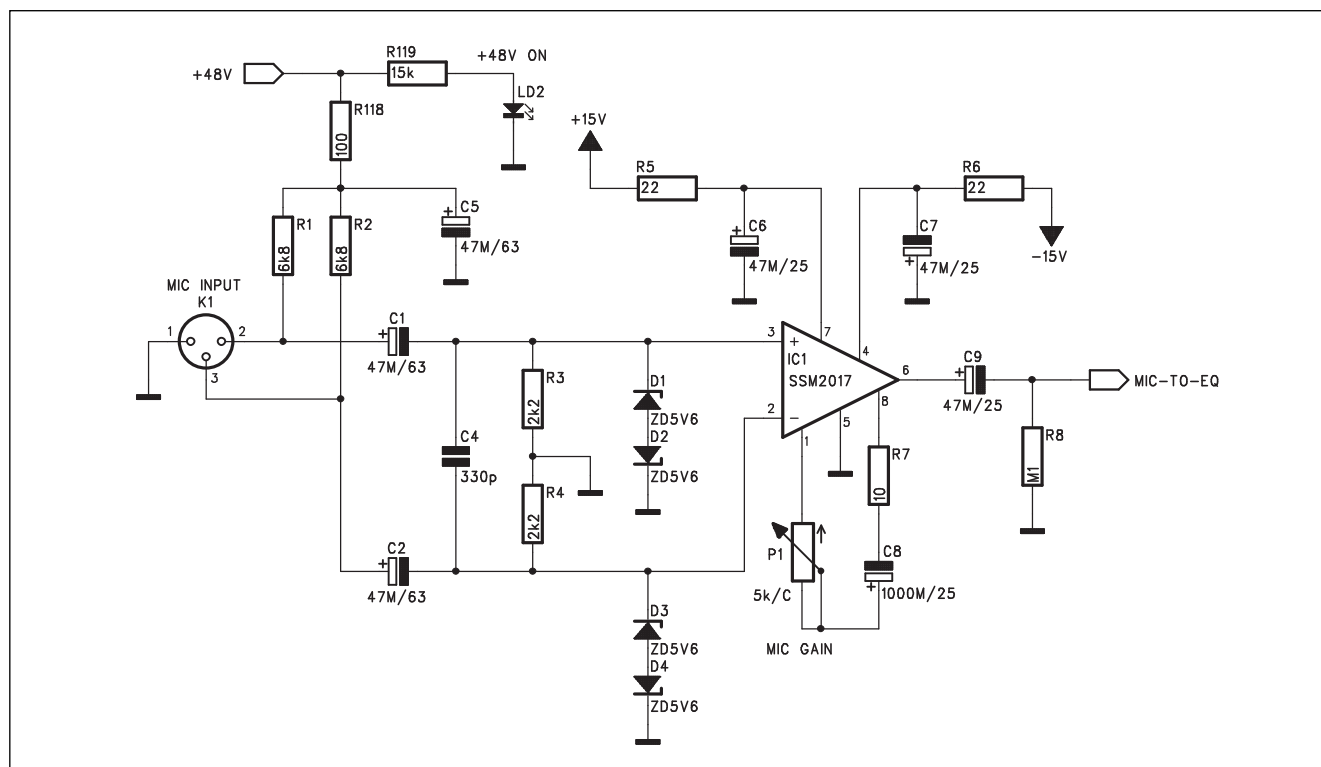 R119
+48V ON
+48V
15k
LD2
R118
100
+15V
R5
22
R6
22
R1
R2
C5
6k8
6k8
47M/63
C6
47M/25
C7
47M/25
-15V
MIC INPUT
K1
1
2
3
C1
47M/63
3
+
7
4
IC1
SSM2017
6
C9
47M/25
MIC-TO-EQ
R3
2k2
D1
ZD5V6
D2
ZD5V6
2
-
8
1
5
C4
330p
R4
2k2
R7
10
R8
M1
C2
47M/63
P1
5k/C
C8
1000M/25
D3
ZD5V6
D4
ZD5V6
MIC GAIN